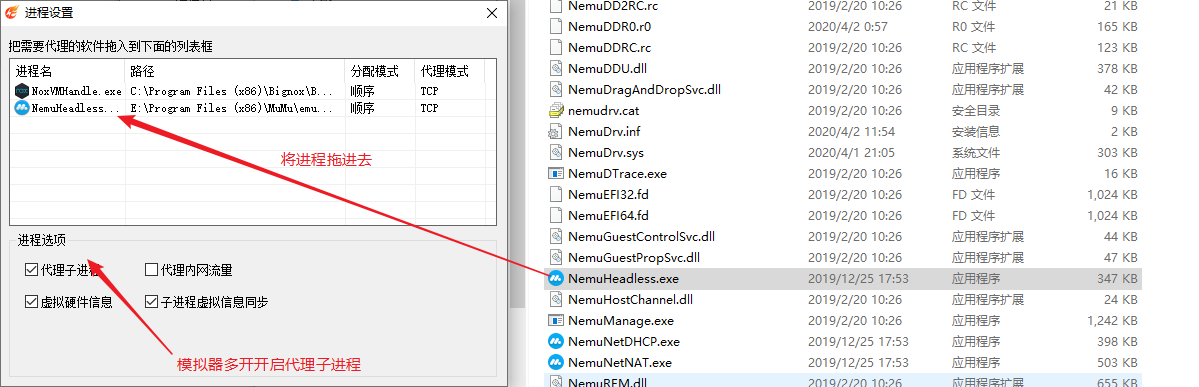 进程设置
把需要代理的软件拖入到下面的列表框
进程名 路径 分配模式 代理模式
NoxVMHandle.exe C:\Program Files (x86)\Bignox\B... 顺序 TCP
NemuHeadless... E:\Program Files (x86)\MuMu\emu... 顺序 TCP
将进程拖进去
进程选项
代理子进程 代理内网流量
虚拟硬件信息 子进程虚拟信息同步
模拟器多开开启代理子进程
NemuDD2RC.rc 2019/2/20 10:26 RC 文件 21 KB
NemuDDR0.r0 2020/4/2 0:57 R0 文件 165 KB
NemuDDRC.rc 2019/2/20 10:26 RC 文件 123 KB
NemuDDU.dll 2019/2/20 10:26 应用程序扩展 378 KB
NemuDragAndDropSvc.dll 2019/2/20 10:26 应用程序扩展 42 KB
nemudrv.cat 2019/2/20 10:26 安全目录 9 KB
NemuDrv.inf 2020/4/2 11:54 安装信息 2 KB
NemuDrv.sys 2020/4/1 21:05 系统文件 303 KB
NemuDTrace.exe 2019/2/20 10:26 应用程序 16 KB
NemuEFI32.fd 2019/2/20 10:26 FD 文件 1,024 KB
NemuEFI64.fd 2019/2/20 10:26 FD 文件 1,024 KB
NemuGuestControlSvc.dll 2019/2/20 10:26 应用程序扩展 44 KB
NemuGuestPropSvc.dll 2019/2/20 10:26 应用程序扩展 47 KB
NemuHeadless.exe 2019/12/25 17:53 应用程序 347 KB
NemuHostChannel.dll 2019/2/20 10:26 应用程序扩展 24 KB
NemuManage.exe 2019/2/20 10:26 应用程序 1,242 KB
NemuNetDHCP.exe 2019/12/25 17:53 应用程序 398 KB
NemuNetNAT.exe 2019/12/25 17:53 应用程序 503 KB
NemuREM.dll 2019/2/20 10:26 应用程序扩展 655 KB